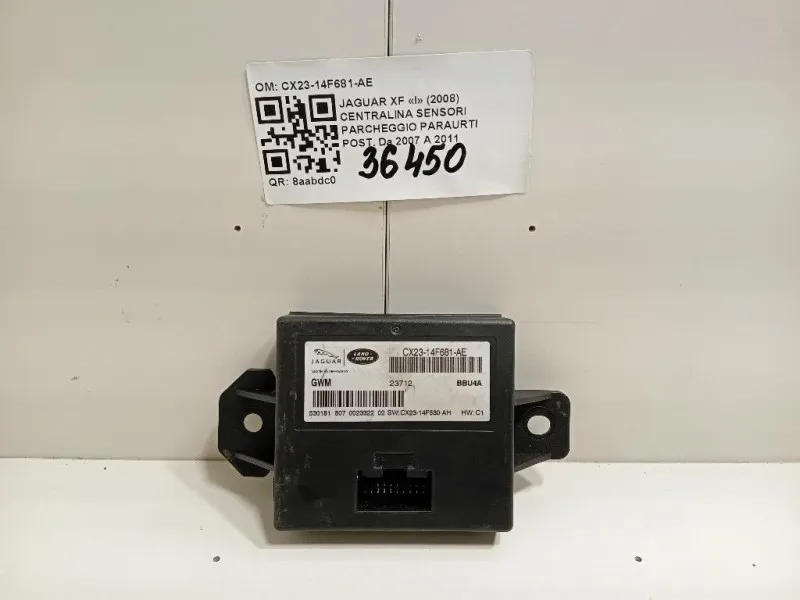 OM: CX23-14F681-AE
JAGUAR XF «I» (2008)
CENTRALINA SENSORI
PARCHEGGIO PARAURTI
POST. Da 2007 A 2011
QR: 8aabdc0
36450
JAGUAR
LAND ROVER
CX23-14F681-AE
GWM 23712 BBU4A
530181 807 0023322 02 SW:CX23-14F530-AH HW: C1